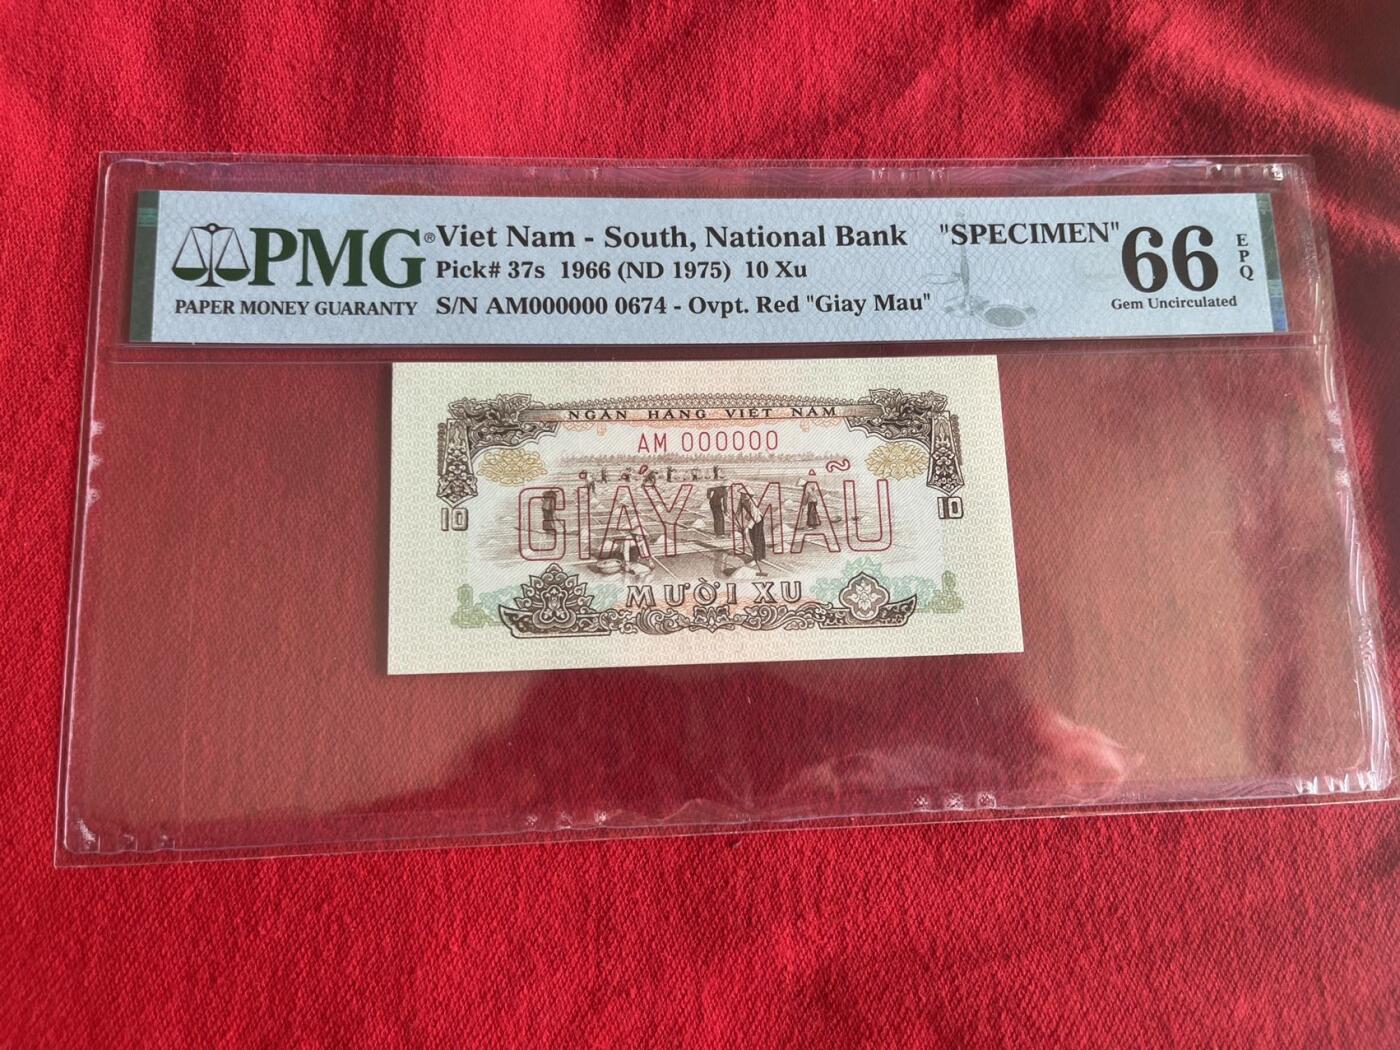 PMG®
PAPER MONEY GUARANTY
Viet Nam - South, National Bank "SPECIMEN"
Pick# 37s 1966 (ND 1975) 10 Xu
S/N AM000000 0674 - Ovpt. Red "Giay Mau"
66
EPQ
Gem Uncirculated
NGÂN HÀNG VIỆT NAM
AM 000000
GIẤY MẪU
10
10
MƯỜI XU